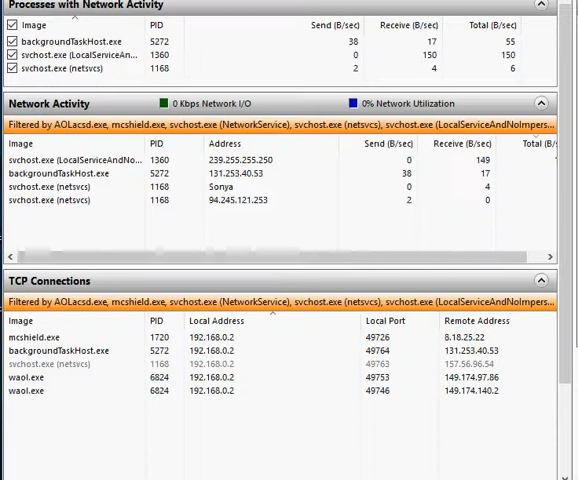 Processes with Network Activity
Image PID Send (B/sec) Receive (B/sec) Total (B/sec)
backgroundTaskHost.exe 5272 38 17 55
svchost.exe (LocalServiceAn... 1360 0 150 150
svchost.exe (netsvcs) 1168 2 4 6
Network Activity 0 Kbps Network I/O 0% Network Utilization
Filtered by AOLacsd.exe, mcshield.exe, svchost.exe (NetworkService), svchost.exe (netsvcs), svchost.exe (LocalServiceAndNoImpers...
Image PID Address Send (B/sec) Receive (B/sec) Total (B/s
svchost.exe (LocalServiceAndNo... 1360 239.255.255.250 0 149
backgroundTaskHost.exe 5272 131.253.40.53 38 17
svchost.exe (netsvcs) 1168 Sonya 0 4
svchost.exe (netsvcs) 1168 94.245.121.253 2 0
TCP Connections
Filtered by AOLacsd.exe, mcshield.exe, svchost.exe (NetworkService), svchost.exe (netsvcs), svchost.exe (LocalServiceAndNoImpers...
Image PID Local Address Local Port Remote Address
mcshield.exe 1720 192.168.0.2 49726 8.18.25.22
backgroundTaskHost.exe 5272 192.168.0.2 49764 131.253.40.53
svchost.exe (netsvcs) 1168 192.168.0.2 49763 157.56.96.54
waol.exe 6824 192.168.0.2 49753 149.174.97.86
waol.exe 6824 192.168.0.2 49746 149.174.140.2